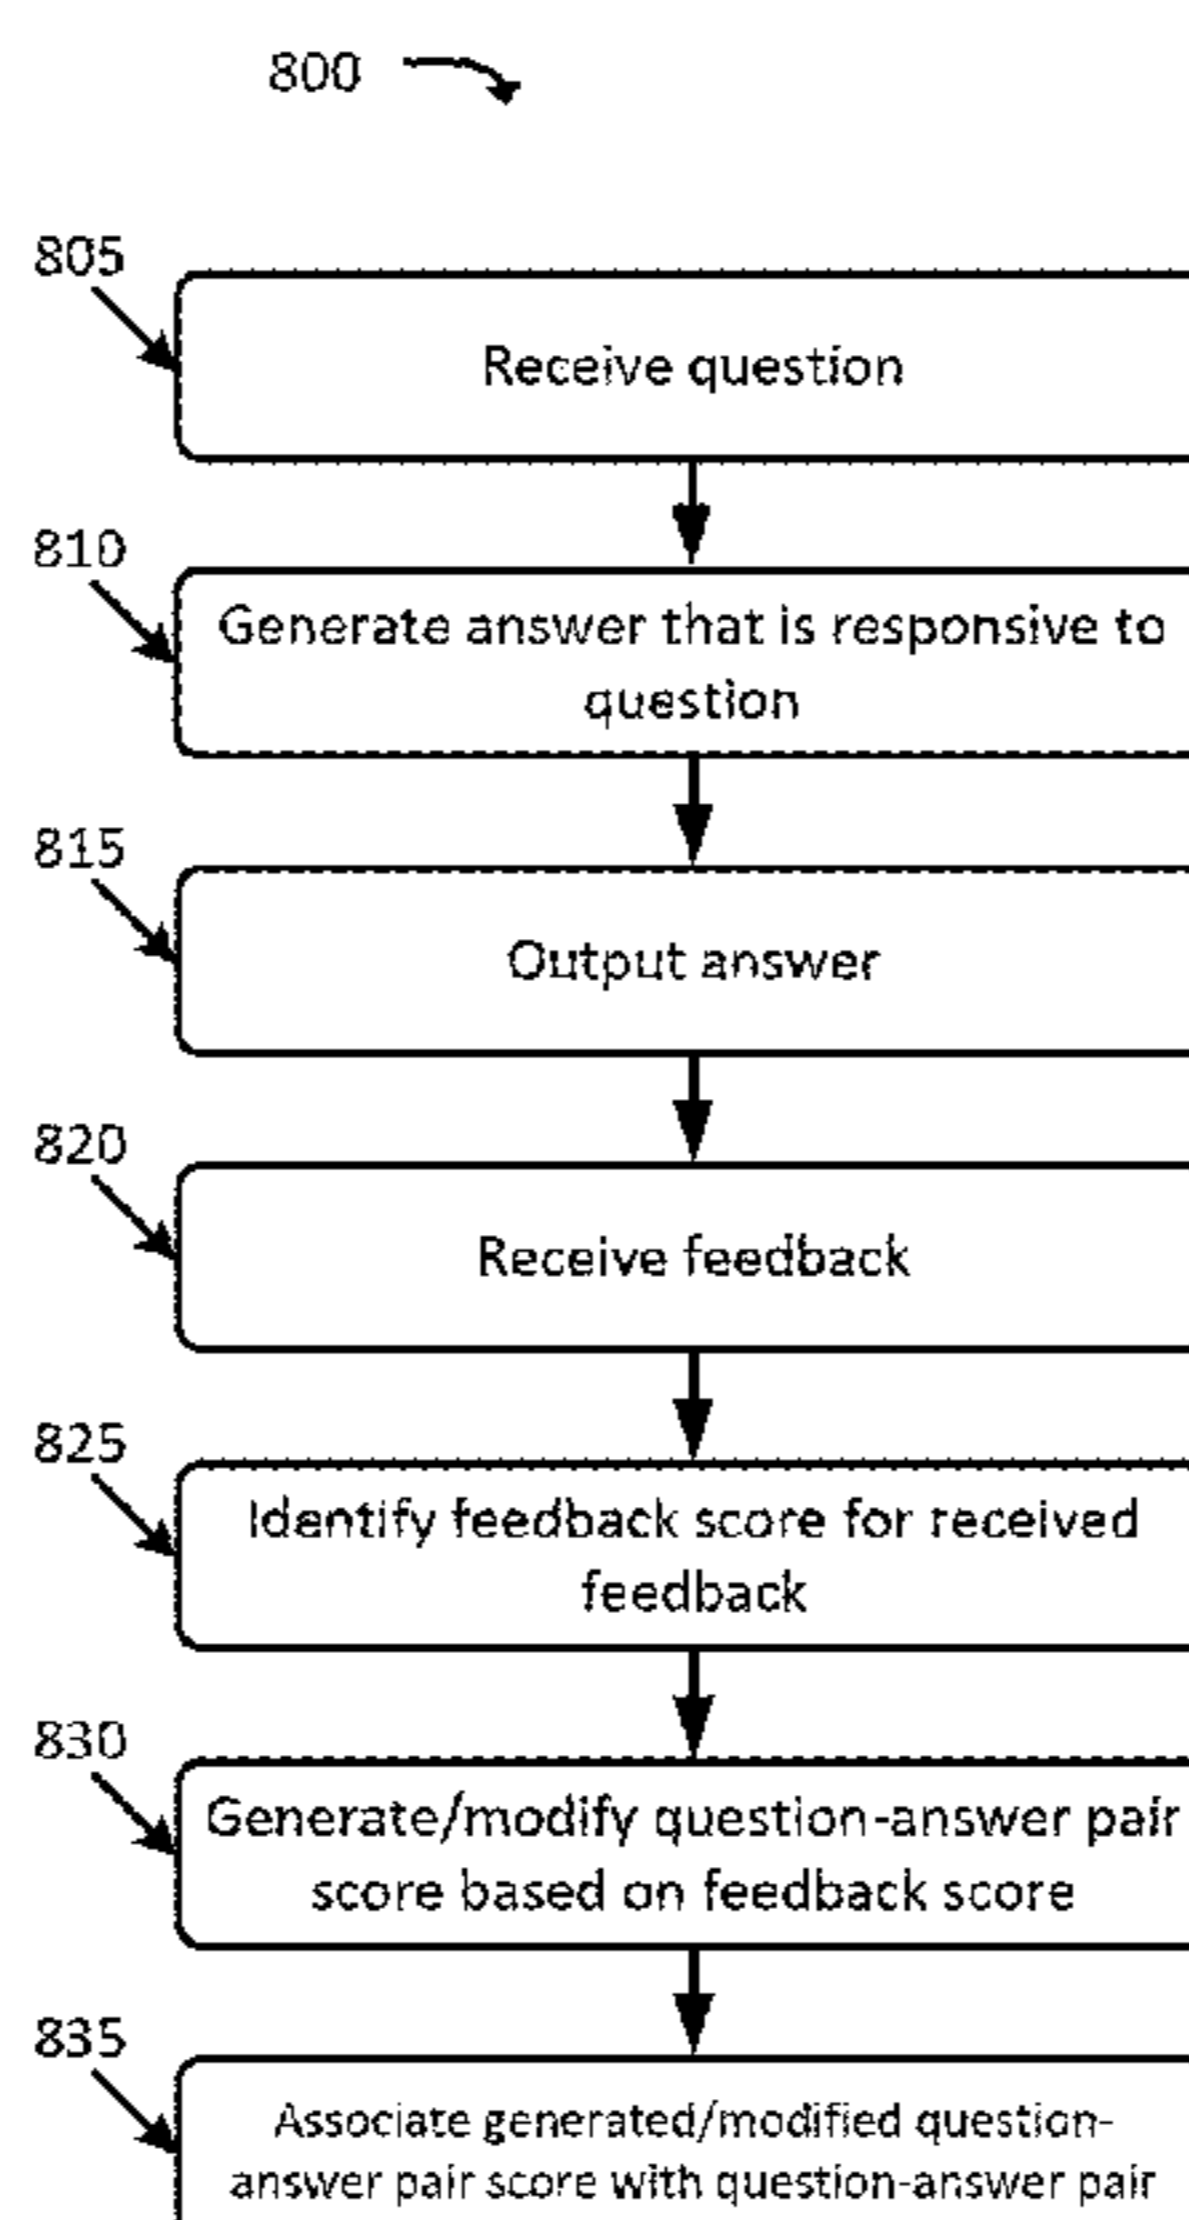 800
805
Receive question
810
Generate answer that is responsive to
question
815
Output answer
820
Receive feedback
825
Identify feedback score for received
feedback
830
Generate/modify question-answer pair
score based on feedback score
835
Associate generated/modified question-
answer pair score with question-answer pair